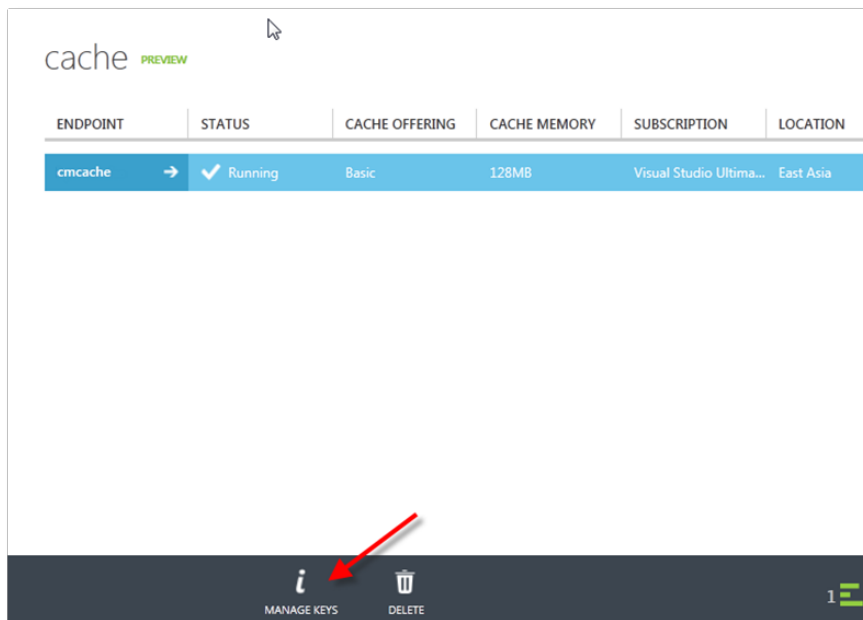 cache PREVIEW
ENDPOINT STATUS CACHE OFFERING CACHE MEMORY SUBSCRIPTION LOCATION
cmcache Running Basic 128MB Visual Studio Ultima... East Asia
MANAGE KEYS DELETE
1